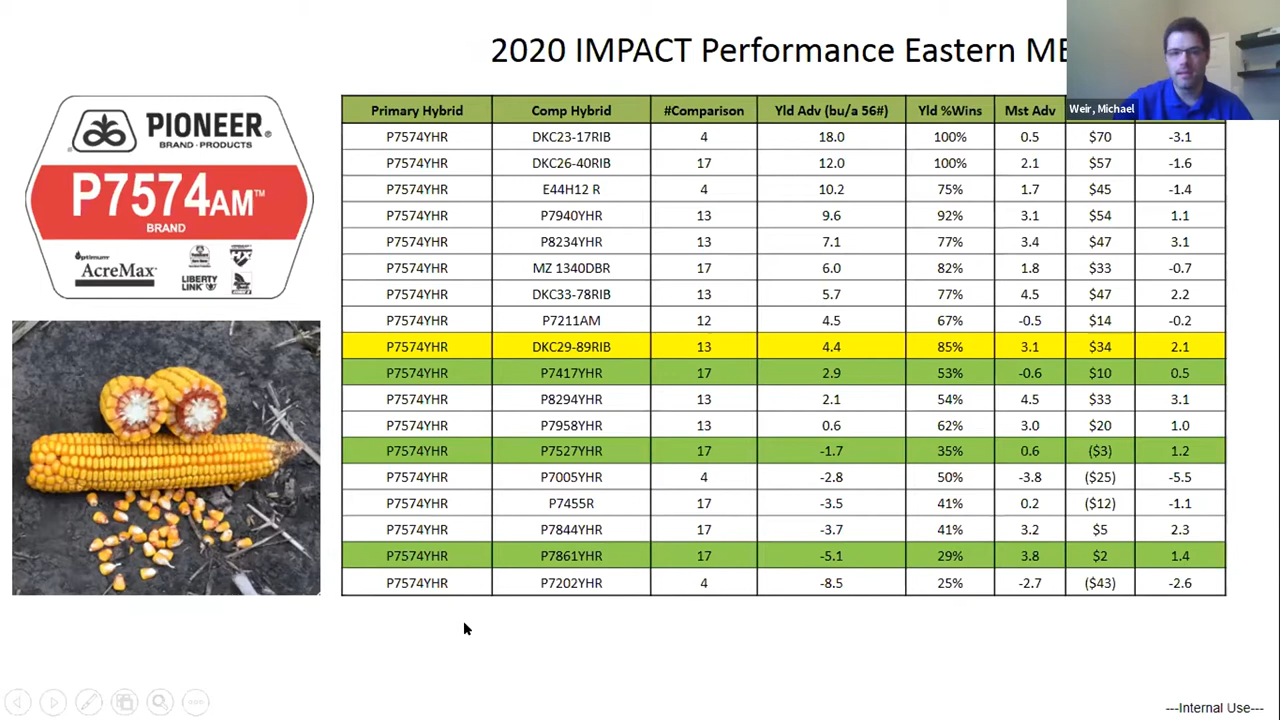 2020 IMPACT Performance Eastern
Weir, Michael
PIONEER®
BRAND · PRODUCTS
P7574AM™
BRAND
optimum®
AcreMax®
HX
LIBERTY
LINK®
Primary Hybrid Comp Hybrid #Comparison Yld Adv (bu/a 56#) Yld %Wins Mst Adv
P7574YHR DKC23-17RIB 4 18.0 100% 0.5 $70 -3.1
P7574YHR DKC26-40RIB 17 12.0 100% 2.1 $57 -1.6
P7574YHR E44H12 R 4 10.2 75% 1.7 $45 -1.4
P7574YHR P7940YHR 13 9.6 92% 3.1 $54 1.1
P7574YHR P8234YHR 13 7.1 77% 3.4 $47 3.1
P7574YHR MZ 1340DBR 17 6.0 82% 1.8 $33 -0.7
P7574YHR DKC33-78RIB 13 5.7 77% 4.5 $47 2.2
P7574YHR P7211AM 12 4.5 67% -0.5 $14 -0.2
P7574YHR DKC29-89RIB 13 4.4 85% 3.1 $34 2.1
P7574YHR P7417YHR 17 2.9 53% -0.6 $10 0.5
P7574YHR P8294YHR 13 2.1 54% 4.5 $33 3.1
P7574YHR P7958YHR 13 0.6 62% 3.0 $20 1.0
P7574YHR P7527YHR 17 -1.7 35% 0.6 ($3) 1.2
P7574YHR P7005YHR 4 -2.8 50% -3.8 ($25) -5.5
P7574YHR P7455R 17 -3.5 41% 0.2 ($12) -1.1
P7574YHR P7844YHR 17 -3.7 41% 3.2 $5 2.3
P7574YHR P7861YHR 17 -5.1 29% 3.8 $2 1.4
P7574YHR P7202YHR 4 -8.5 25% -2.7 ($43) -2.6
---Internal Use---